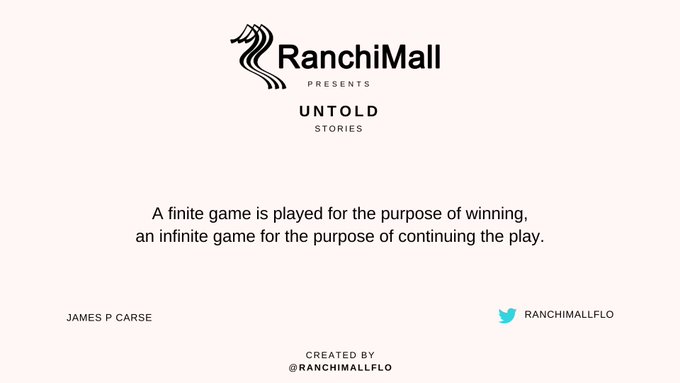 RanchiMall
PRESENTS
UNTOLD
STORIES
A finite game is played for the purpose of winning,
an infinite game for the purpose of continuing the play.
JAMES P CARSE
RANCHIMALLFLO
CREATED BY
@RANCHIMALLFLO